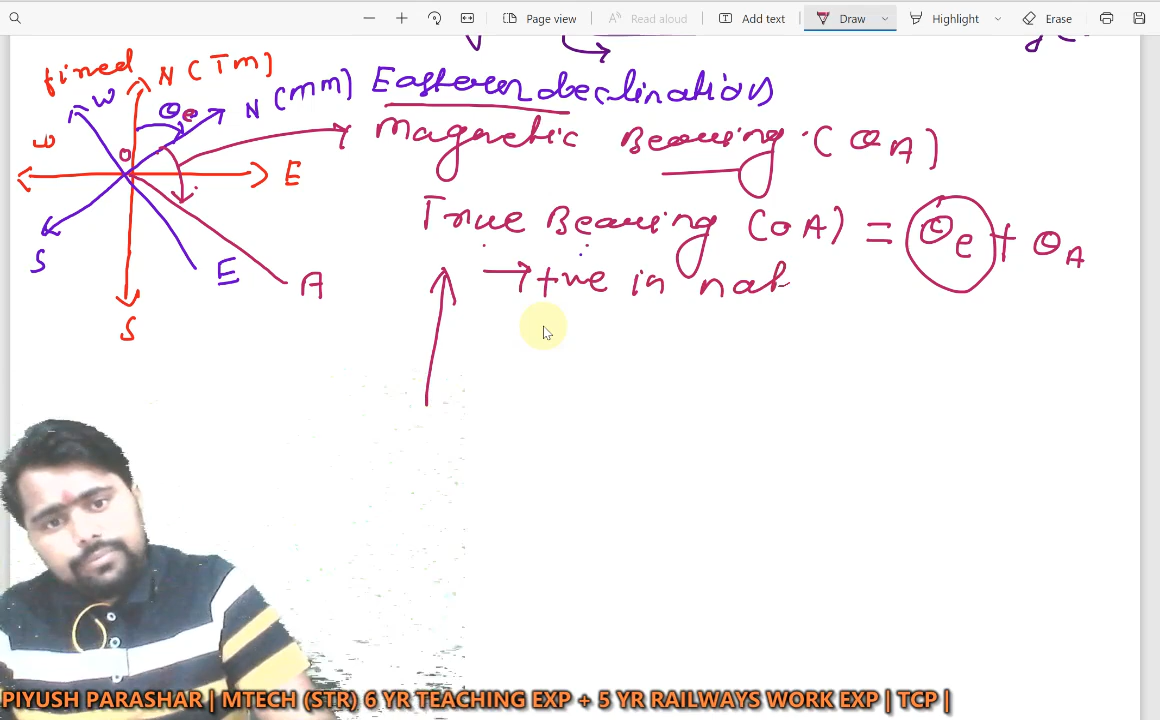 Page view
Read aloud
Add text
Draw
Highlight
Erase
fixed
N (Tm)
N (mm)
Eastern declination
W
θe
W
O
E
Magnetic Bearing (θA)
True Bearing (θA) = θe + θA
S
E
A
→ +ve in nat
S
PIYUSH PARASHAR | MTECH (STR) 6 YR TEACHING EXP + 5 YR RAILWAYS WORK EXP | TCP |